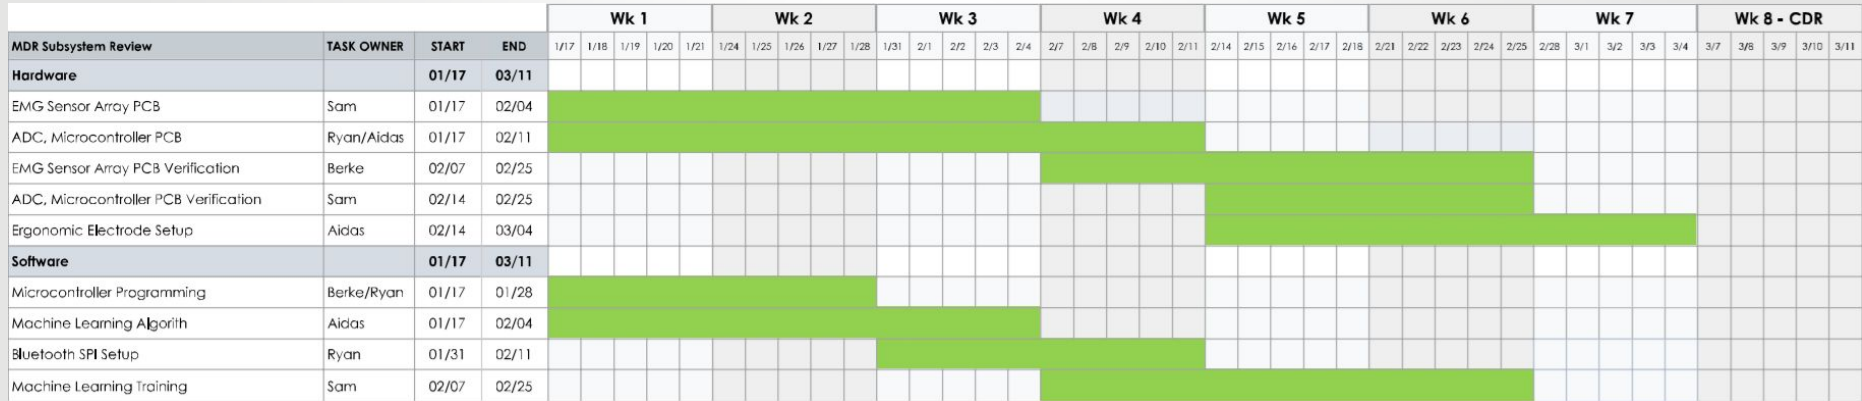 Wk 1 Wk 2 Wk 3 Wk 4 Wk 5 Wk 6 Wk 7 Wk 8 - CDR
MDR Subsystem Review TASK OWNER START END 1/17 1/18 1/19 1/20 1/21 1/24 1/25 1/26 1/27 1/28 1/31 2/1 2/2 2/3 2/4 2/7 2/8 2/9 2/10 2/11 2/14 2/15 2/16 2/17 2/18 2/21 2/22 2/23 2/24 2/25 2/28 3/1 3/2 3/3 3/4 3/7 3/8 3/9 3/10 3/11
Hardware 01/17 03/11
EMG Sensor Array PCB Sam 01/17 02/04
ADC, Microcontroller PCB Ryan/Aidas 01/17 02/11
EMG Sensor Array PCB Verification Berke 02/07 02/25
ADC, Microcontroller PCB Verification Sam 02/14 02/25
Ergonomic Electrode Setup Aidas 02/14 03/04
Software 01/17 03/11
Microcontroller Programming Berke/Ryan 01/17 01/28
Machine Learning Algorith Aidas 01/17 02/04
Bluetooth SPI Setup Ryan 01/31 02/11
Machine Learning Training Sam 02/07 02/25